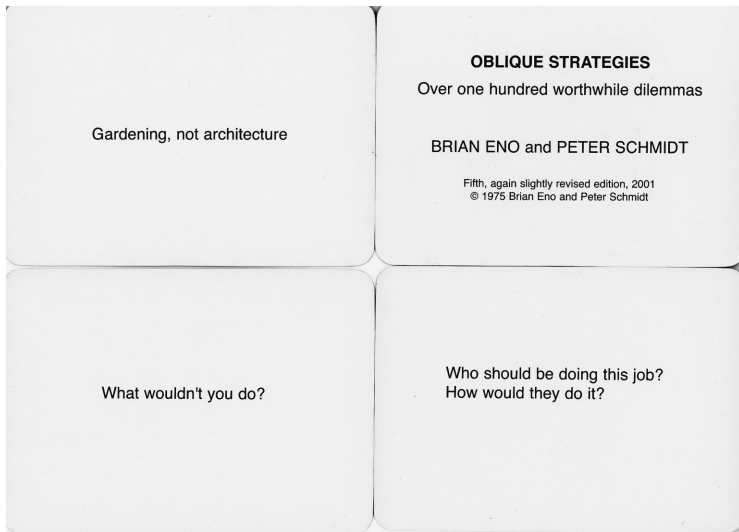 Gardening, not architecture
OBLIQUE STRATEGIES
Over one hundred worthwhile dilemmas
BRIAN ENO and PETER SCHMIDT
Fifth, again slightly revised edition, 2001
© 1975 Brian Eno and Peter Schmidt
What wouldn't you do?
Who should be doing this job?
How would they do it?